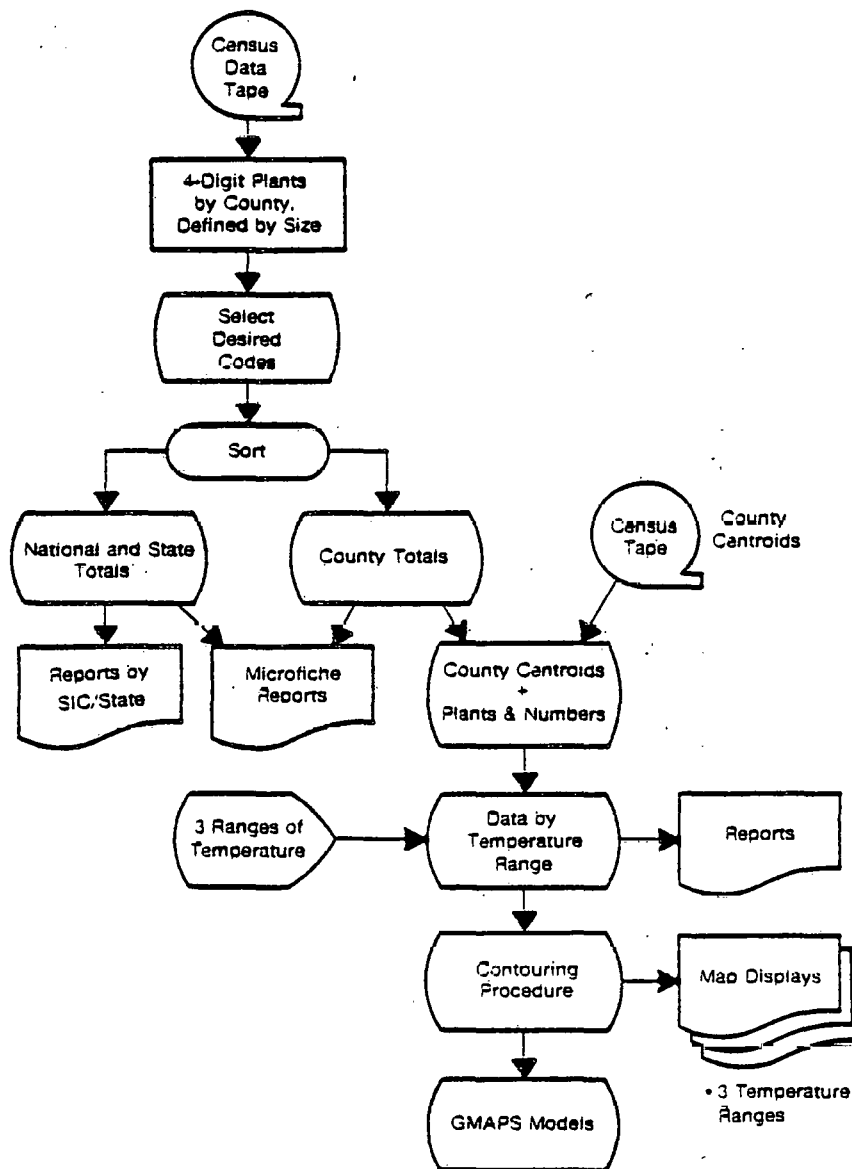 Census
Data
Tape
4-Digit Plants
by County,
Defined by Size
Select
Desired
Codes
Sort
National and State
Totals
County Totals
Census
Tape
County
Centroids
Reports by
SIC/State
Microfiche
Reports
County Centroids
+
Plants & Numbers
3 Ranges of
Temperature
Data by
Temperature
Range
Reports
Contouring
Procedure
Map Displays
• 3 Temperature
Ranges
GMAPS Models